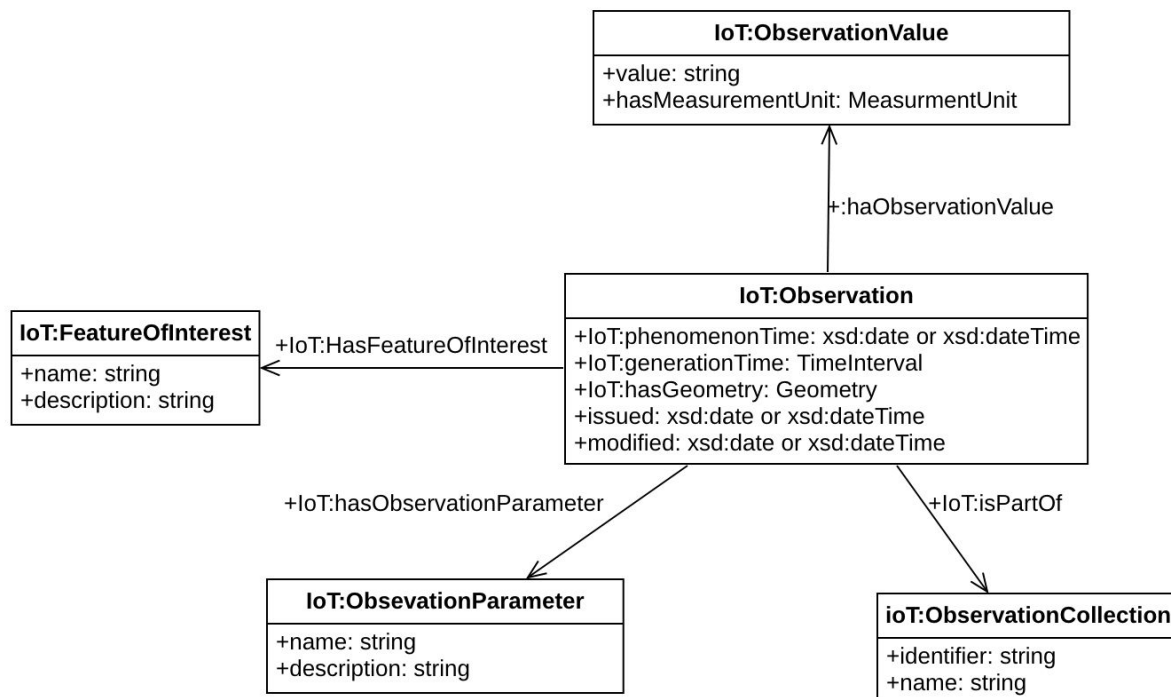 IoT:ObservationValue
+value: string
+hasMeasurementUnit: MeasurmentUnit
+:haObservationValue
IoT:Observation
+IoT:phenomenonTime: xsd:date or xsd:dateTime
+IoT:generationTime: TimeInterval
+IoT:hasGeometry: Geometry
+issued: xsd:date or xsd:dateTime
+modified: xsd:date or xsd:dateTime
IoT:FeatureOfInterest
+name: string
+description: string
+IoT:HasFeatureOfInterest
+IoT:hasObservationParameter
+IoT:isPartOf
IoT:ObsevationParameter
+name: string
+description: string
ioT:ObservationCollection
+identifier: string
+name: string